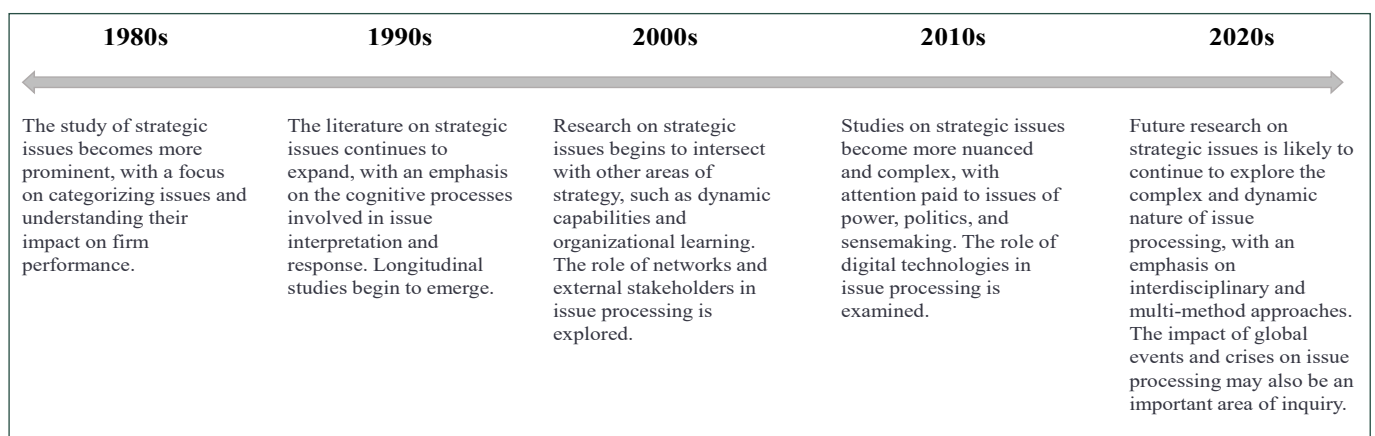 1980s
1990s
2000s
2010s
2020s
The study of strategic
issues becomes more
prominent, with a focus
on categorizing issues and
understanding their
impact on firm
performance.
The literature on strategic
issues continues to
expand, with an emphasis
on the cognitive processes
involved in issue
interpretation and
response. Longitudinal
studies begin to emerge.
Research on strategic
issues begins to intersect
with other areas of
strategy, such as dynamic
capabilities and
organizational learning.
The role of networks and
external stakeholders in
issue processing is
explored.
Studies on strategic issues
become more nuanced
and complex, with
attention paid to issues of
power, politics, and
sensemaking. The role of
digital technologies in
issue processing is
examined.
Future research on
strategic issues is likely to
continue to explore the
complex and dynamic
nature of issue
processing, with an
emphasis on
interdisciplinary and
multi-method approaches.
The impact of global
events and crises on issue
processing may also be an
important area of inquiry.